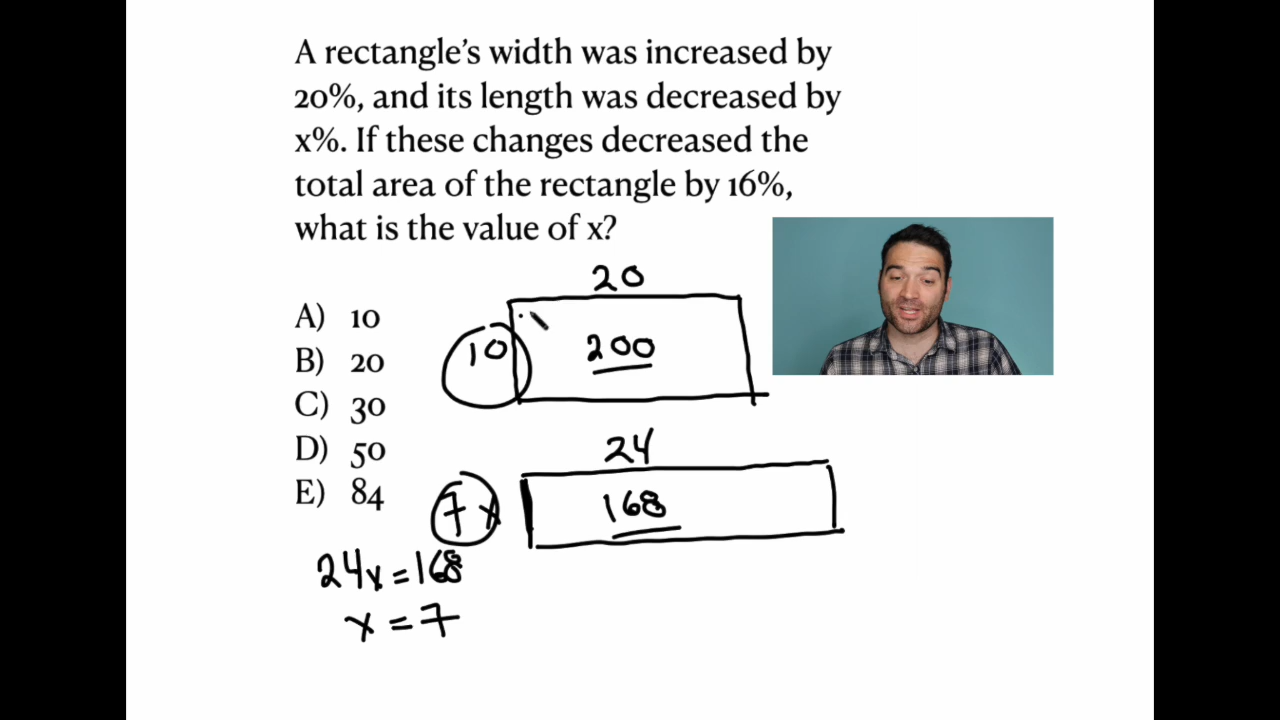 A rectangle’s width was increased by
20%, and its length was decreased by
x%. If these changes decreased the
total area of the rectangle by 16%,
what is the value of x?
20
A) 10
B) 20
C) 30
D) 50
E) 84
10
200
24
7 x
168
24x = 168
x = 7